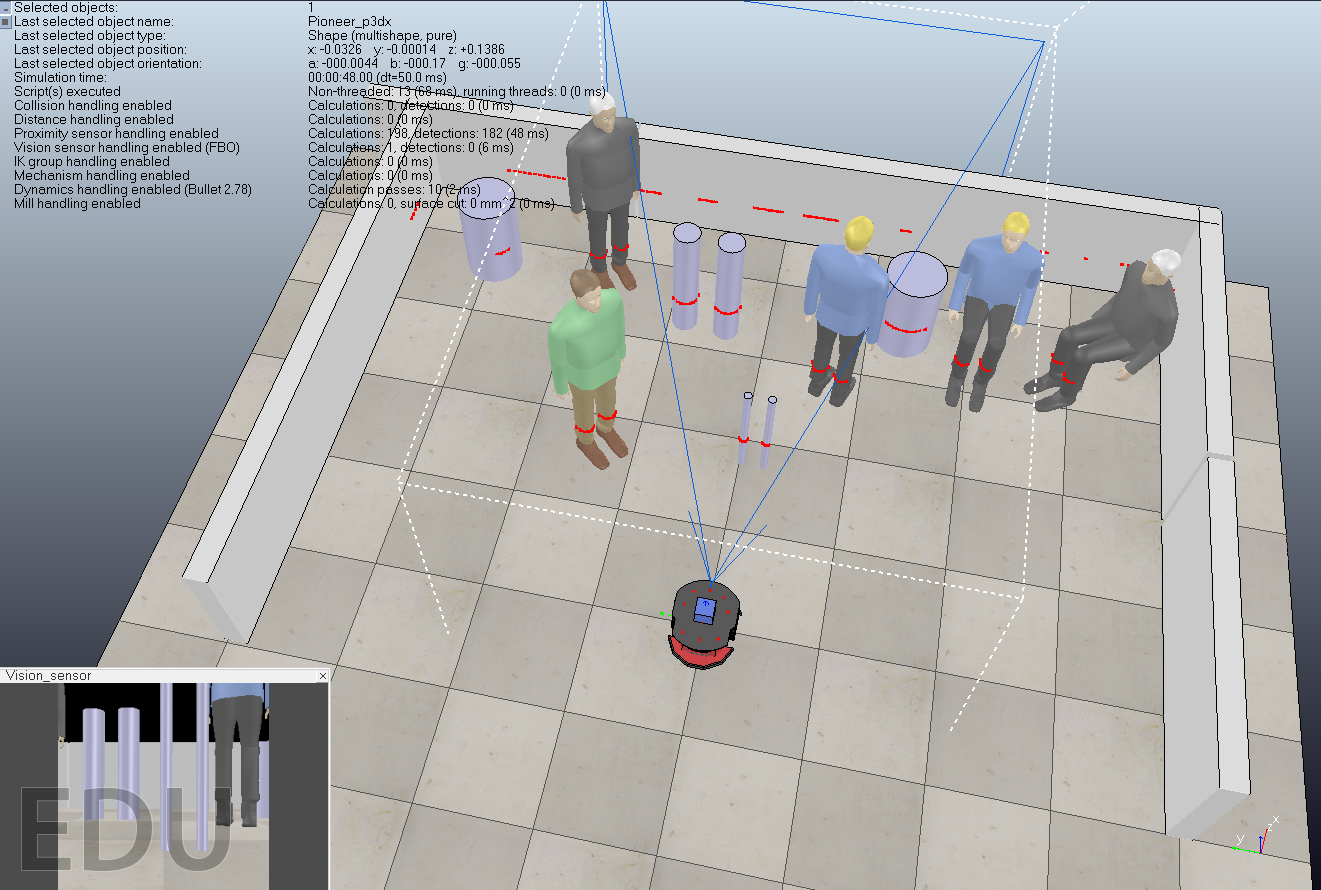 Selected objects: 1
Last selected object name: Pioneer_p3dx
Last selected object type: Shape (multishape, pure)
Last selected object position: x: -0.0326 y: -0.00014 z: +0.1386
Last selected object orientation: a: -000.0044 b: -000.17 g: -000.055
Simulation time: 00:00:48.00 (dt=50.0 ms)
Script(s) executed Non-threaded: 13 (68 ms), running threads: 0 (0 ms)
Collision handling enabled Calculations: 0, detections: 0 (0 ms)
Distance handling enabled Calculations: 0 (0 ms)
Proximity sensor handling enabled Calculations: 198, detections: 182 (48 ms)
Vision sensor handling enabled (FBO) Calculations: 1, detections: 0 (6 ms)
IK group handling enabled Calculations: 0 (0 ms)
Mechanism handling enabled Calculations: 0 (0 ms)
Dynamics handling enabled (Bullet 2.78) Calculation passes: 10 (2 ms)
Mill handling enabled Calculations: 0, surface cut: 0 mm^2 (0 ms)
Vision_sensor
EDU
x
z
y